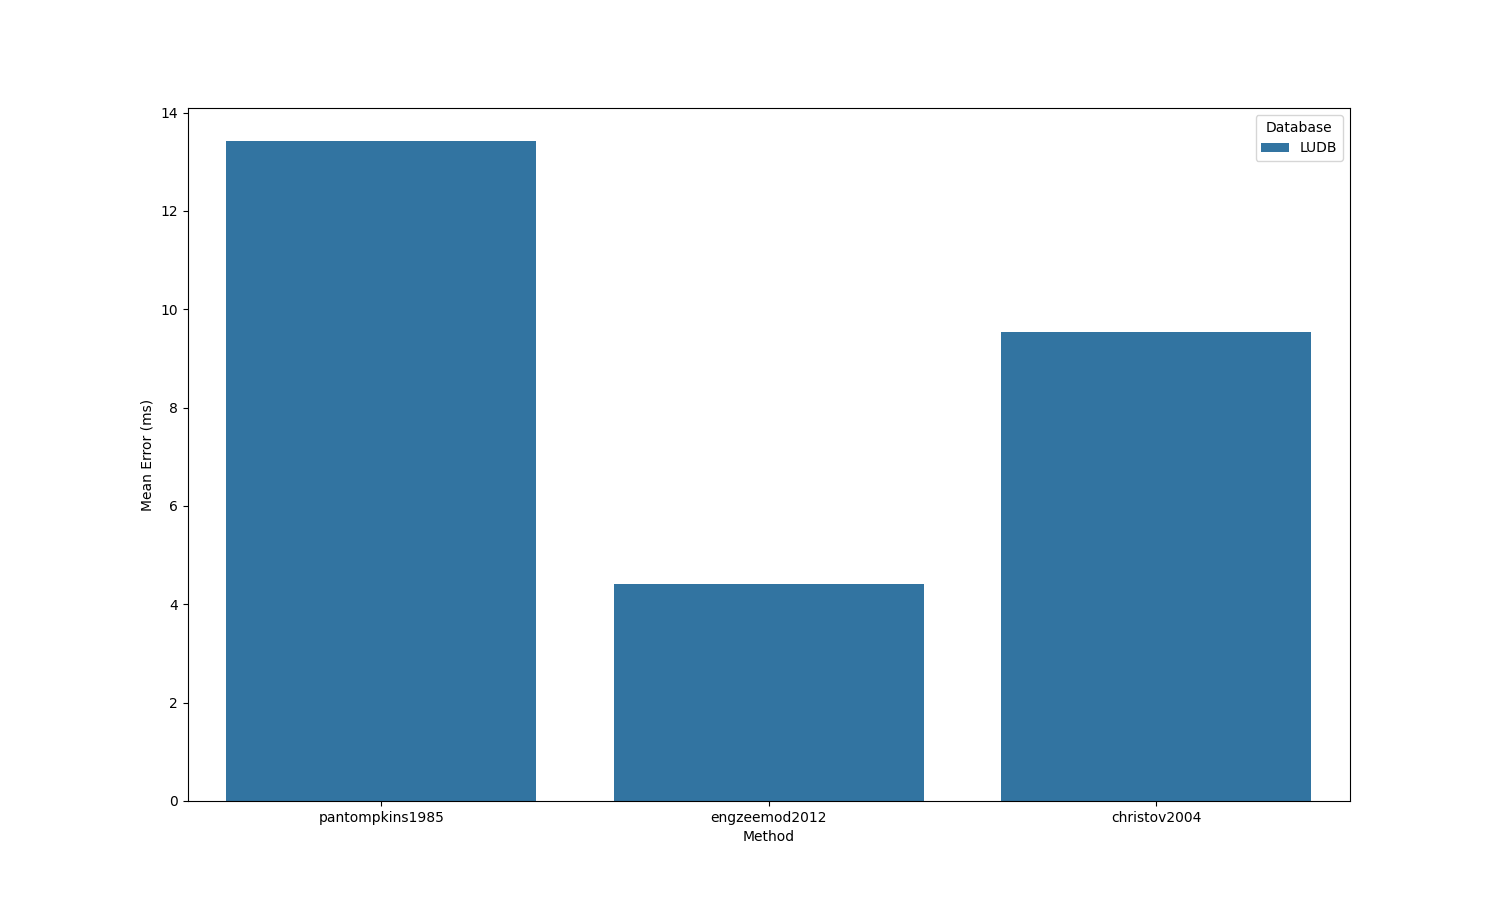 14
12
10
8
6
4
2
0
Mean Error (ms)
Database
LUDB
pantompkins1985
engzeemod2012
christov2004
Method